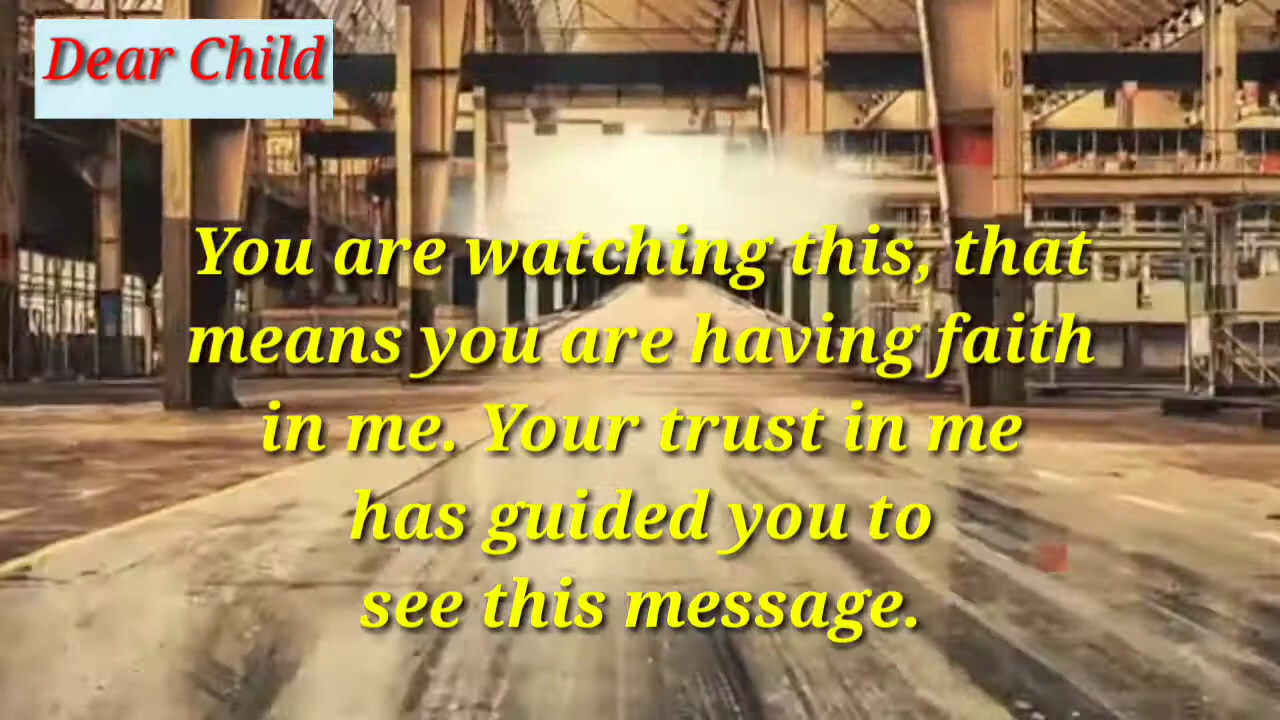 Dear Child
You are watching this, that
means you are having faith
in me. Your trust in me
has guided you to
see this message.